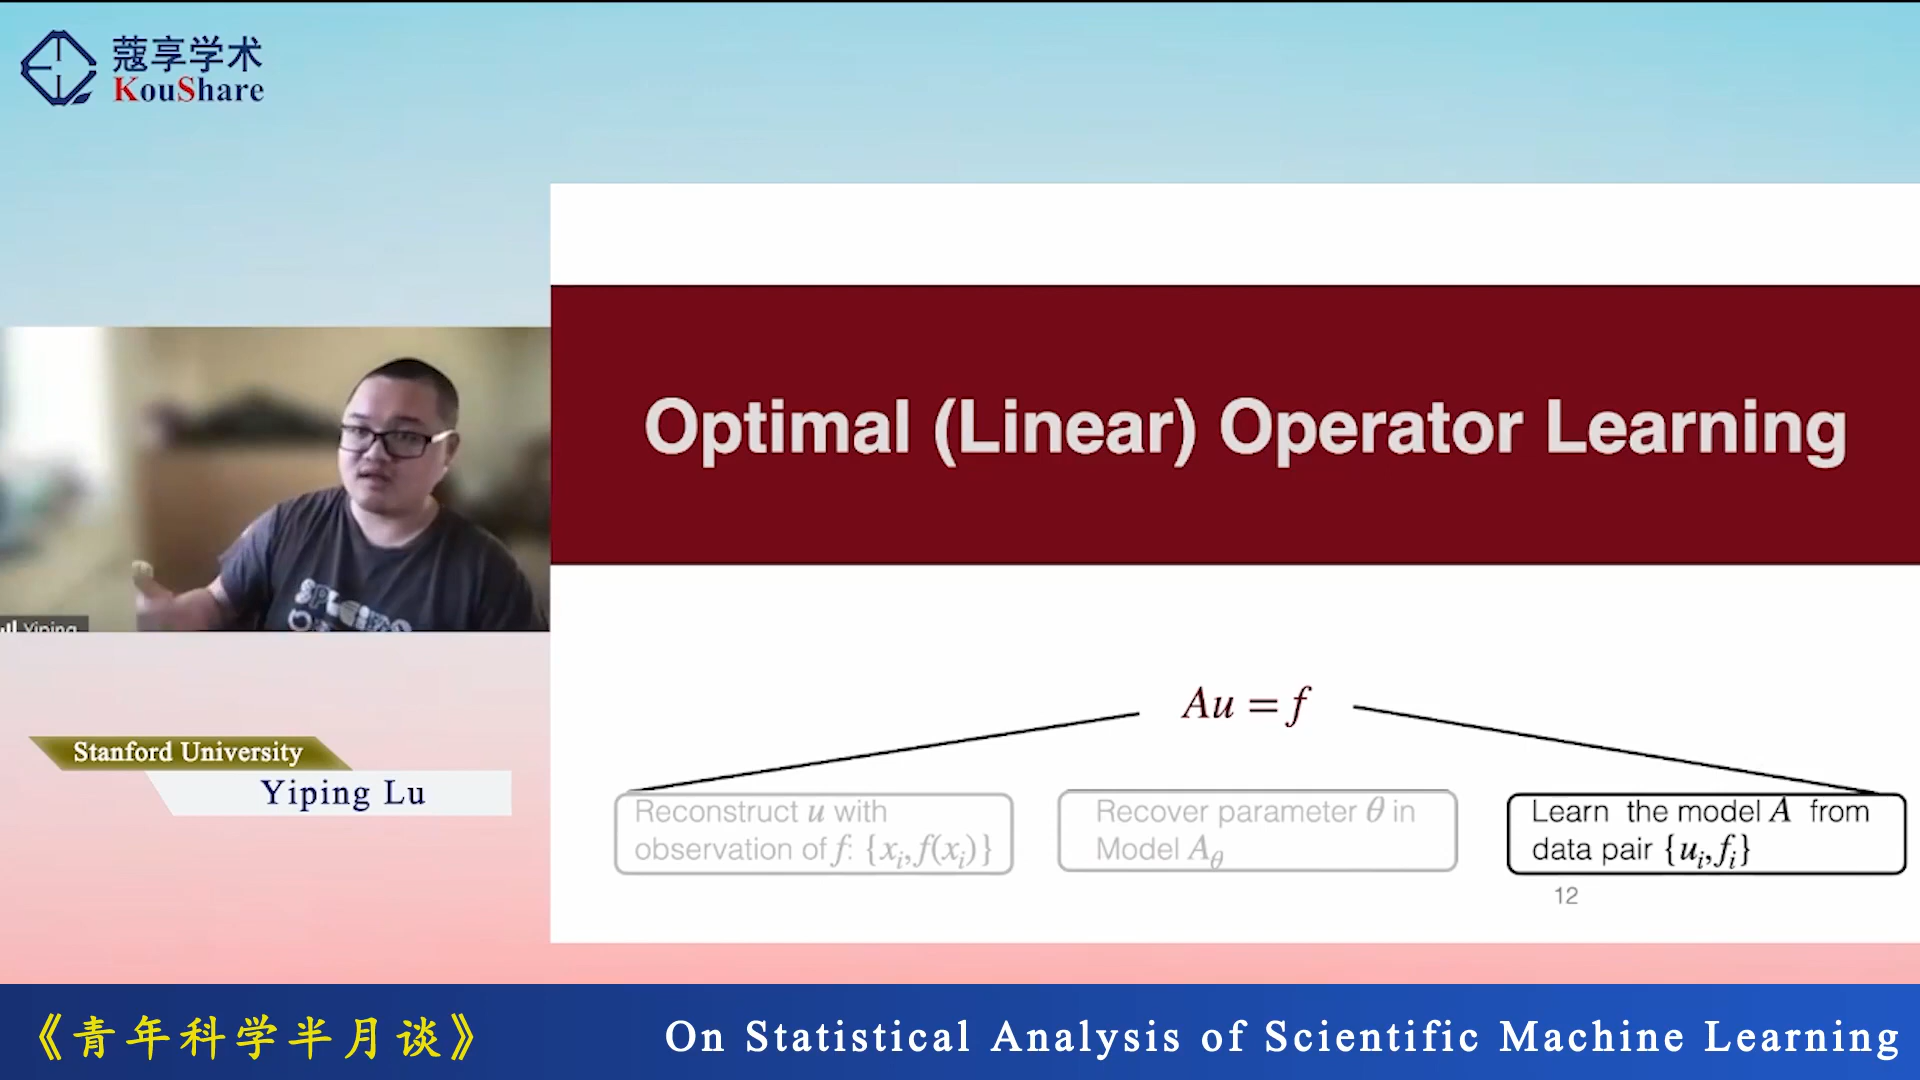 蔻享学术
KouShare
Optimal (Linear) Operator Learning
Au = f
Reconstruct u with
observation of f: {xᵢ, f(xᵢ)}
Recover parameter θ in
Model A_θ
Learn the model A from
data pair {uᵢ, fᵢ}
12
Yiping
Stanford University
Yiping Lu
《青年科学半月谈》
On Statistical Analysis of Scientific Machine Learning